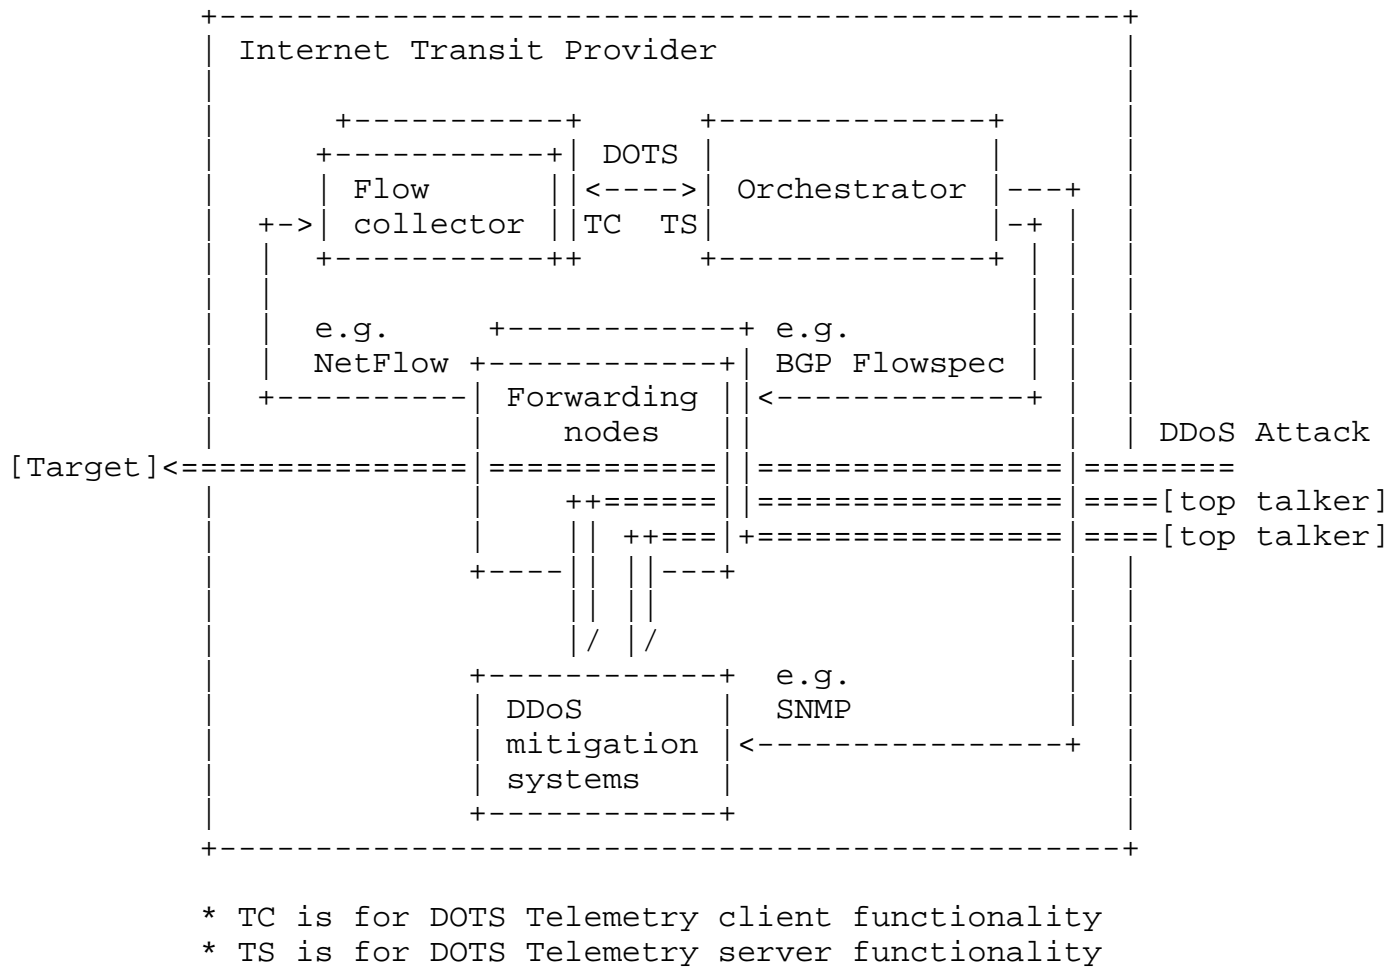 Internet Transit Provider
DOTS
Flow Orchestrator
collector TC TS
e.g. e.g.
NetFlow BGP Flowspec
Forwarding
nodes DDoS Attack
[Target]
[top talker]
[top talker]
e.g.
DDoS SNMP
mitigation
systems
* TC is for DOTS Telemetry client functionality
* TS is for DOTS Telemetry server functionality